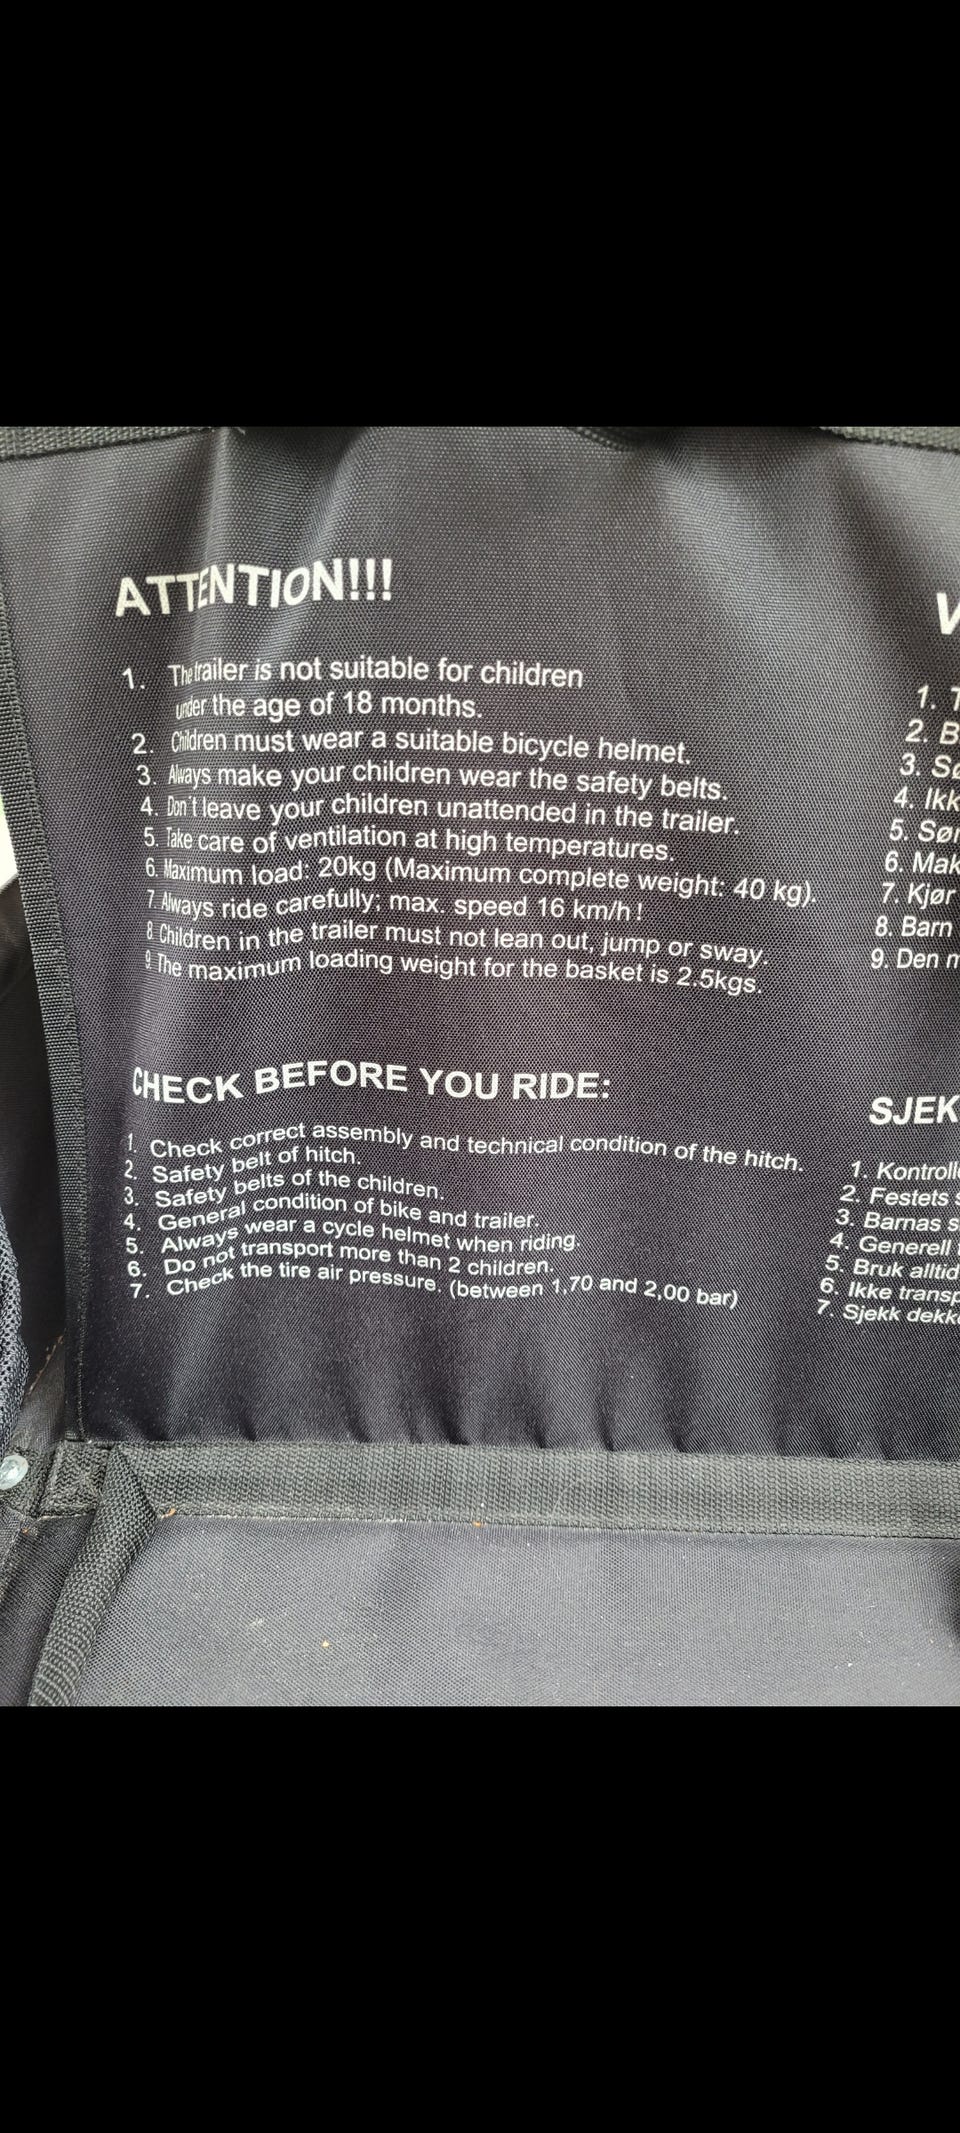 ATTENTION!!!
1. The trailer is not suitable for children
under the age of 18 months.
2. Children must wear a suitable bicycle helmet.
3. Always make your children wear the safety belts.
4. Don´t leave your children unattended in the trailer.
5. Take care of ventilation at high temperatures.
6. Maximum load: 20kg (Maximum complete weight: 40 kg).
7 Always ride carefully; max. speed 16 km/h!
8 Children in the trailer must not lean out, jump or sway.
9 The maximum loading weight for the basket is 2.5kgs.
CHECK BEFORE YOU RIDE:
1. Check correct assembly and technical condition of the hitch.
2. Safety belt of hitch.
3. Safety belts of the children.
4. General condition of bike and trailer.
5. Always wear a cycle helmet when riding.
6. Do not transport more than 2 children.
7. Check the tire air pressure. (between 1,70 and 2,00 bar)
1.
2.
3.
4.
5.
6.
7. Kjør
8. Barn
9. Den
1.
2. Festets
3. Barnas
4. Generell
5. Bruk alltid
6. Ikke
7. Sjekk